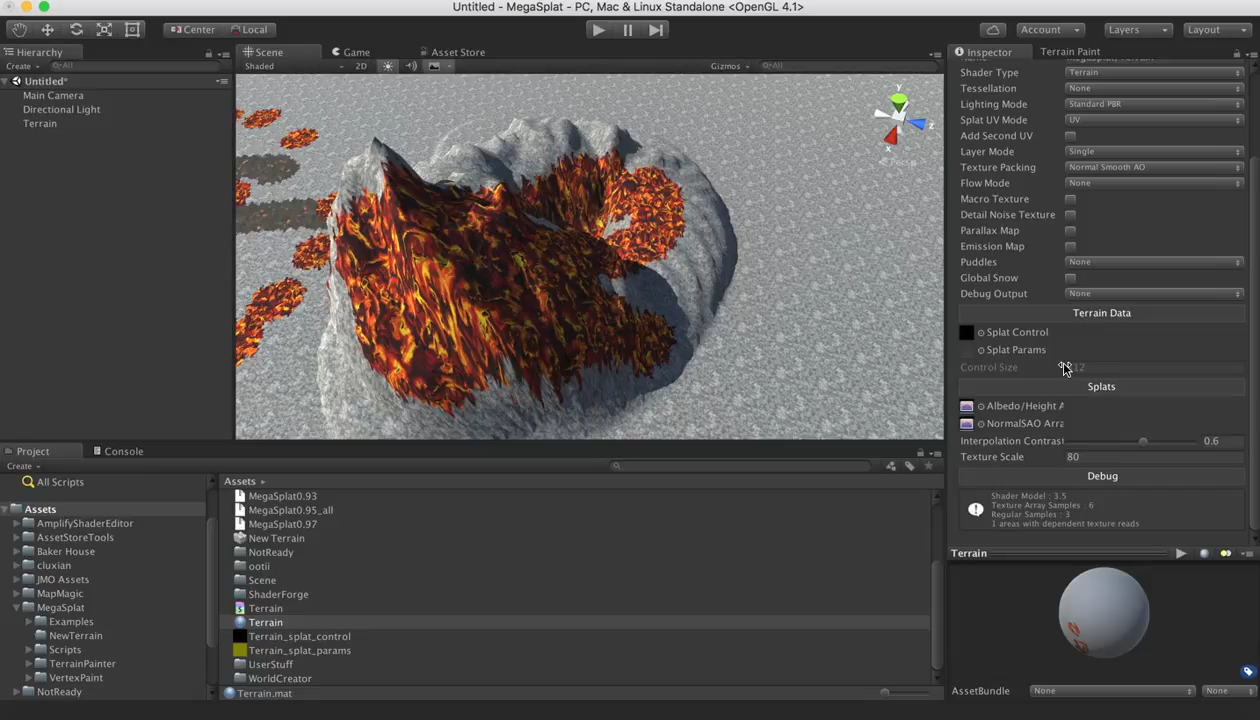 Untitled - MegaSplat - PC, Mac & Linux Standalone <OpenGL 4.1>
Center Local Account Layers Layout
Hierarchy
Create All
Untitled*
Main Camera
Directional Light
Terrain
Scene Game Asset Store
Shaded 2D Gizmos All
Y
z
x
Persp
Inspector Terrain Paint
Shader Type Terrain
Tessellation None
Lighting Mode Standard PBR
Splat UV Mode UV
Add Second UV
Layer Mode Single
Texture Packing Normal Smooth AO
Flow Mode None
Macro Texture
Detail Noise Texture
Parallax Map
Emission Map
Puddles None
Global Snow
Debug Output None
Terrain Data
Splat Control
Splat Params
Control Size
Splats
Albedo/Height A
NormalSAO Arra
Interpolation Contrast 0.6
Texture Scale 80
Debug
Shader Model : 3.5
Texture Array Samples : 6
Regular Samples : 3
1 areas with dependent texture reads
Terrain
AssetBundle None None
Project Console
Create
All Scripts
Assets
AmplifyShaderEditor
AssetStoreTools
Baker House
cluxian
JMO Assets
MapMagic
MegaSplat
Examples
NewTerrain
Scripts
TerrainPainter
VertexPaint
NotReady
Assets
MegaSplat0.93
MegaSplat0.95_all
MegaSplat0.97
New Terrain
NotReady
ootii
Scene
ShaderForge
Terrain
Terrain
Terrain_splat_control
Terrain_splat_params
UserStuff
WorldCreator
Terrain.mat